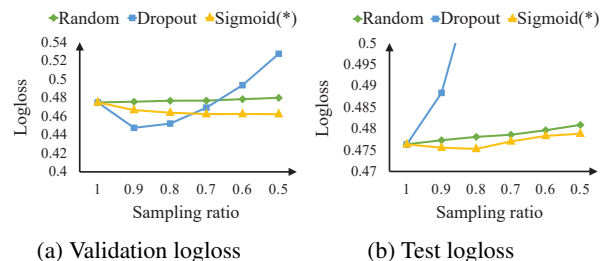 Random Dropout Sigmoid(*)
0.54
0.52
0.5
0.48
0.46
0.44
0.42
0.4
Logloss
1 0.9 0.8 0.7 0.6 0.5
Sampling ratio
(a) Validation logloss
Random Dropout Sigmoid(*)
0.5
0.495
0.49
0.485
0.48
0.475
0.47
Logloss
1 0.9 0.8 0.7 0.6 0.5
Sampling ratio
(b) Test logloss